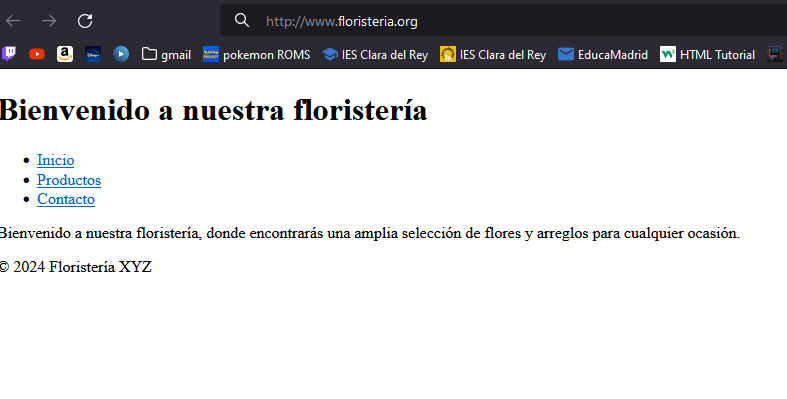 http://www.floristeria.org
gmail pokemon ROMS IES Clara del Rey IES Clara del Rey EducaMadrid HTML Tutorial
Bienvenido a nuestra floristería
Inicio
Productos
Contacto
Bienvenido a nuestra floristería, donde encontrarás una amplia selección de flores y arreglos para cualquier ocasión.
© 2024 Floristería XYZ